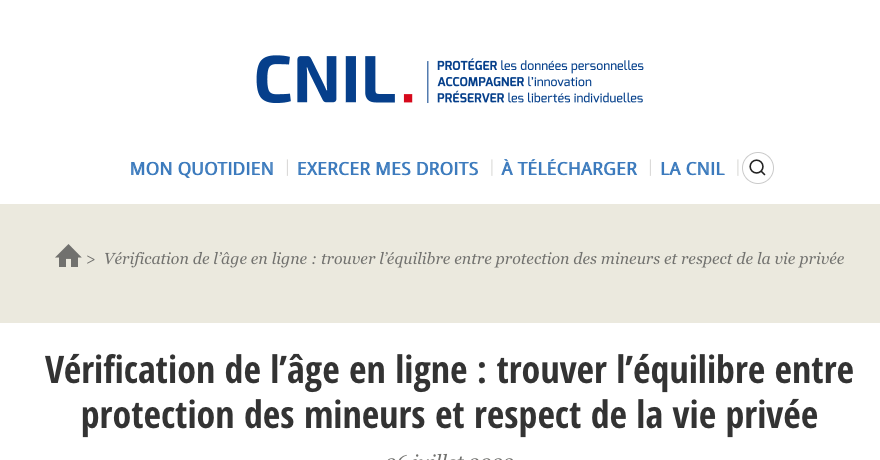 CNIL.
PROTÉGER les données personnelles
ACCOMPAGNER l'innovation
PRÉSERVER les libertés individuelles
MON QUOTIDIEN EXERCER MES DROITS À TÉLÉCHARGER LA CNIL
> Vérification de l’âge en ligne : trouver l’équilibre entre protection des mineurs et respect de la vie privée
Vérification de l’âge en ligne : trouver l’équilibre entre
protection des mineurs et respect de la vie privée